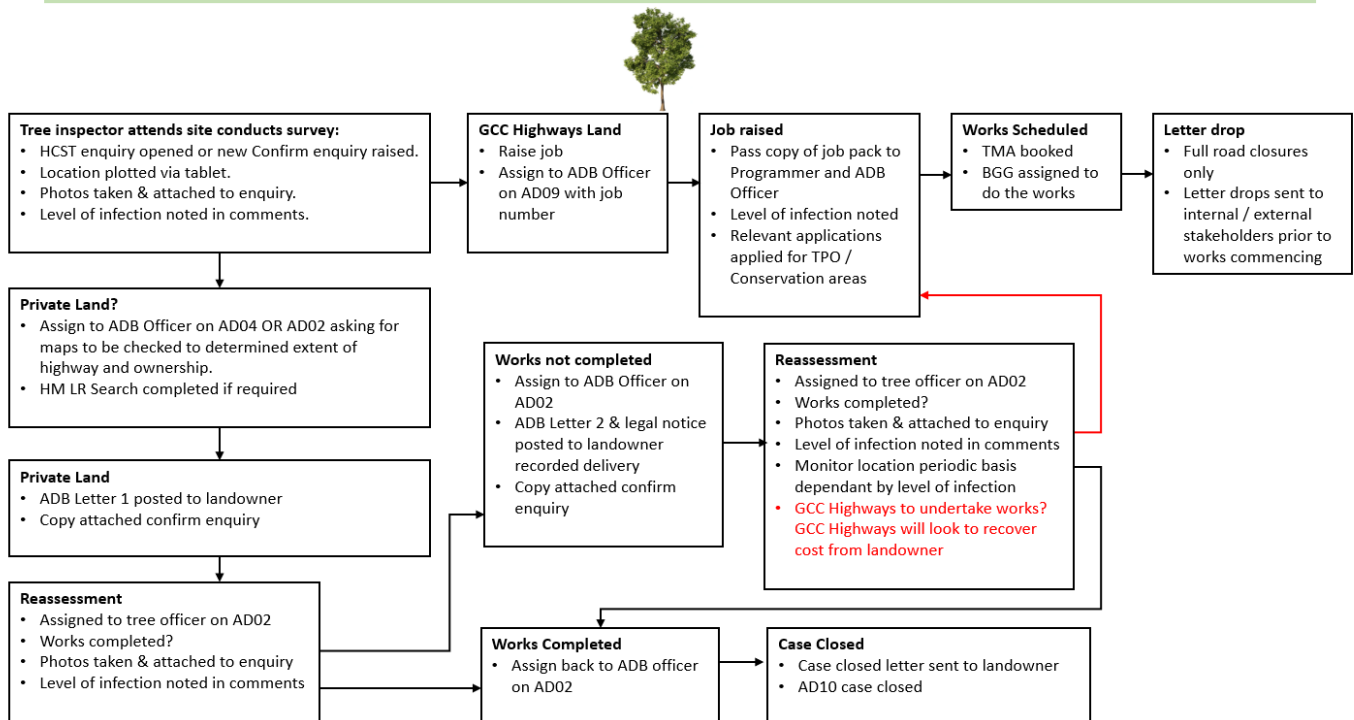 Tree inspector attends site conducts survey:
• HCST enquiry opened or new Confirm enquiry raised.
• Location plotted via tablet.
• Photos taken & attached to enquiry.
• Level of infection noted in comments.
GCC Highways Land
• Raise job
• Assign to ADB Officer
on AD09 with job
number
Job raised
• Pass copy of job pack to
Programmer and ADB
Officer
• Level of infection noted
• Relevant applications
applied for TPO /
Conservation areas
Works Scheduled
• TMA booked
• BGG assigned to
do the works
Letter drop
• Full road closures
only
• Letter drops sent to
internal / external
stakeholders prior to
works commencing
Private Land?
• Assign to ADB Officer on AD04 OR AD02 asking for
maps to be checked to determined extent of
highway and ownership.
• HM LR Search completed if required
Private Land
• ADB Letter 1 posted to landowner
• Copy attached confirm enquiry
Reassessment
• Assigned to tree officer on AD02
• Works completed?
• Photos taken & attached to enquiry
• Level of infection noted in comments
Works not completed
• Assign to ADB Officer on
AD02
• ADB Letter 2 & legal notice
posted to landowner
recorded delivery
• Copy attached confirm
enquiry
Reassessment
• Assigned to tree officer on AD02
• Works completed?
• Photos taken & attached to enquiry
• Level of infection noted in comments
• Monitor location periodic basis
dependant by level of infection
• GCC Highways to undertake works?
GCC Highways will look to recover
cost from landowner
Works Completed
• Assign back to ADB officer
on AD02
Case Closed
• Case closed letter sent to landowner
• AD10 case closed